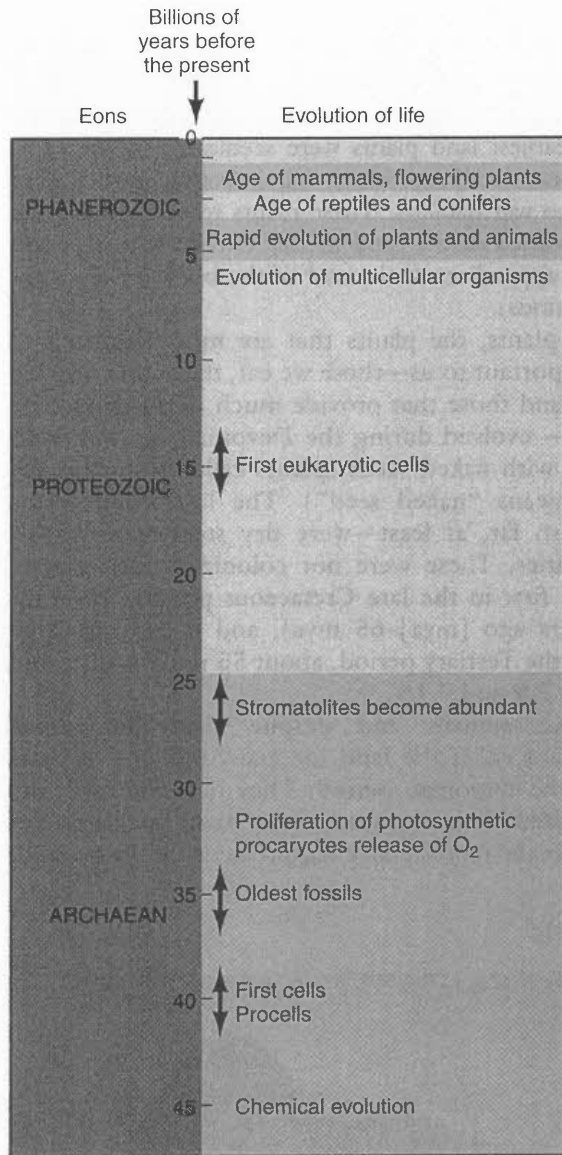 Billions of
years before
the present
Eons
Evolution of life
0
Age of mammals, flowering plants
PHANEROZOIC
Age of reptiles and conifers
Rapid evolution of plants and animals
5
Evolution of multicellular organisms
10
15
First eukaryotic cells
PROTEOZOIC
20
25
Stromatolites become abundant
30
Proliferation of photosynthetic
procaryotes release of O₂
35
Oldest fossils
ARCHAEAN
40
First cells
Procells
45
Chemical evolution